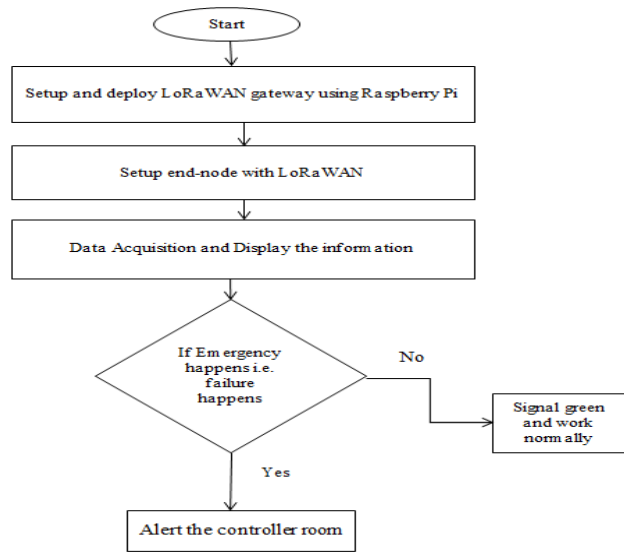 Start
Setup and deploy LoRaWAN gateway using Raspberry Pi
Setup end-node with LoRaWAN
Data Acquisition and Display the information
If Emergency
happens i.e.
failure
happens
No
Signal green
and work
normally
Yes
Alert the controller room